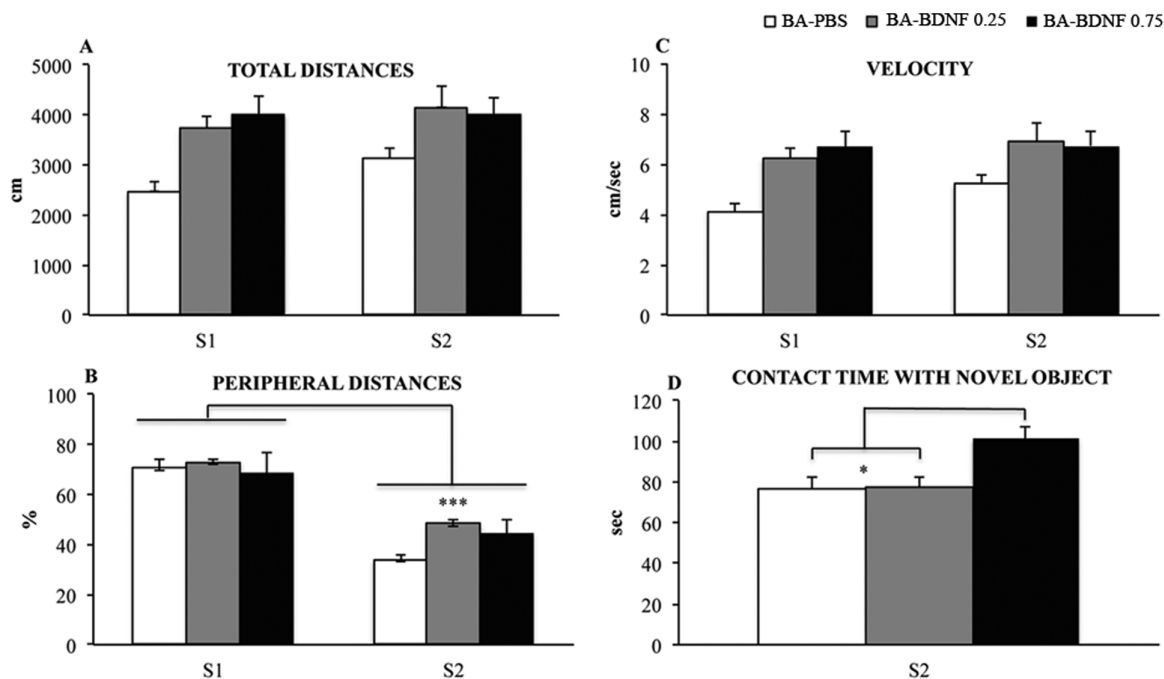 BA-PBS BA-BDNF 0.25 BA-BDNF 0.75
A
TOTAL DISTANCES
5000
4000
3000
2000
1000
0
cm
S1 S2
C
VELOCITY
10
8
6
4
2
0
cm/sec
S1 S2
B
PERIPHERAL DISTANCES
100
80
60
40
20
0
%
***
S1 S2
D
CONTACT TIME WITH NOVEL OBJECT
120
100
80
60
40
20
0
sec
*
S2